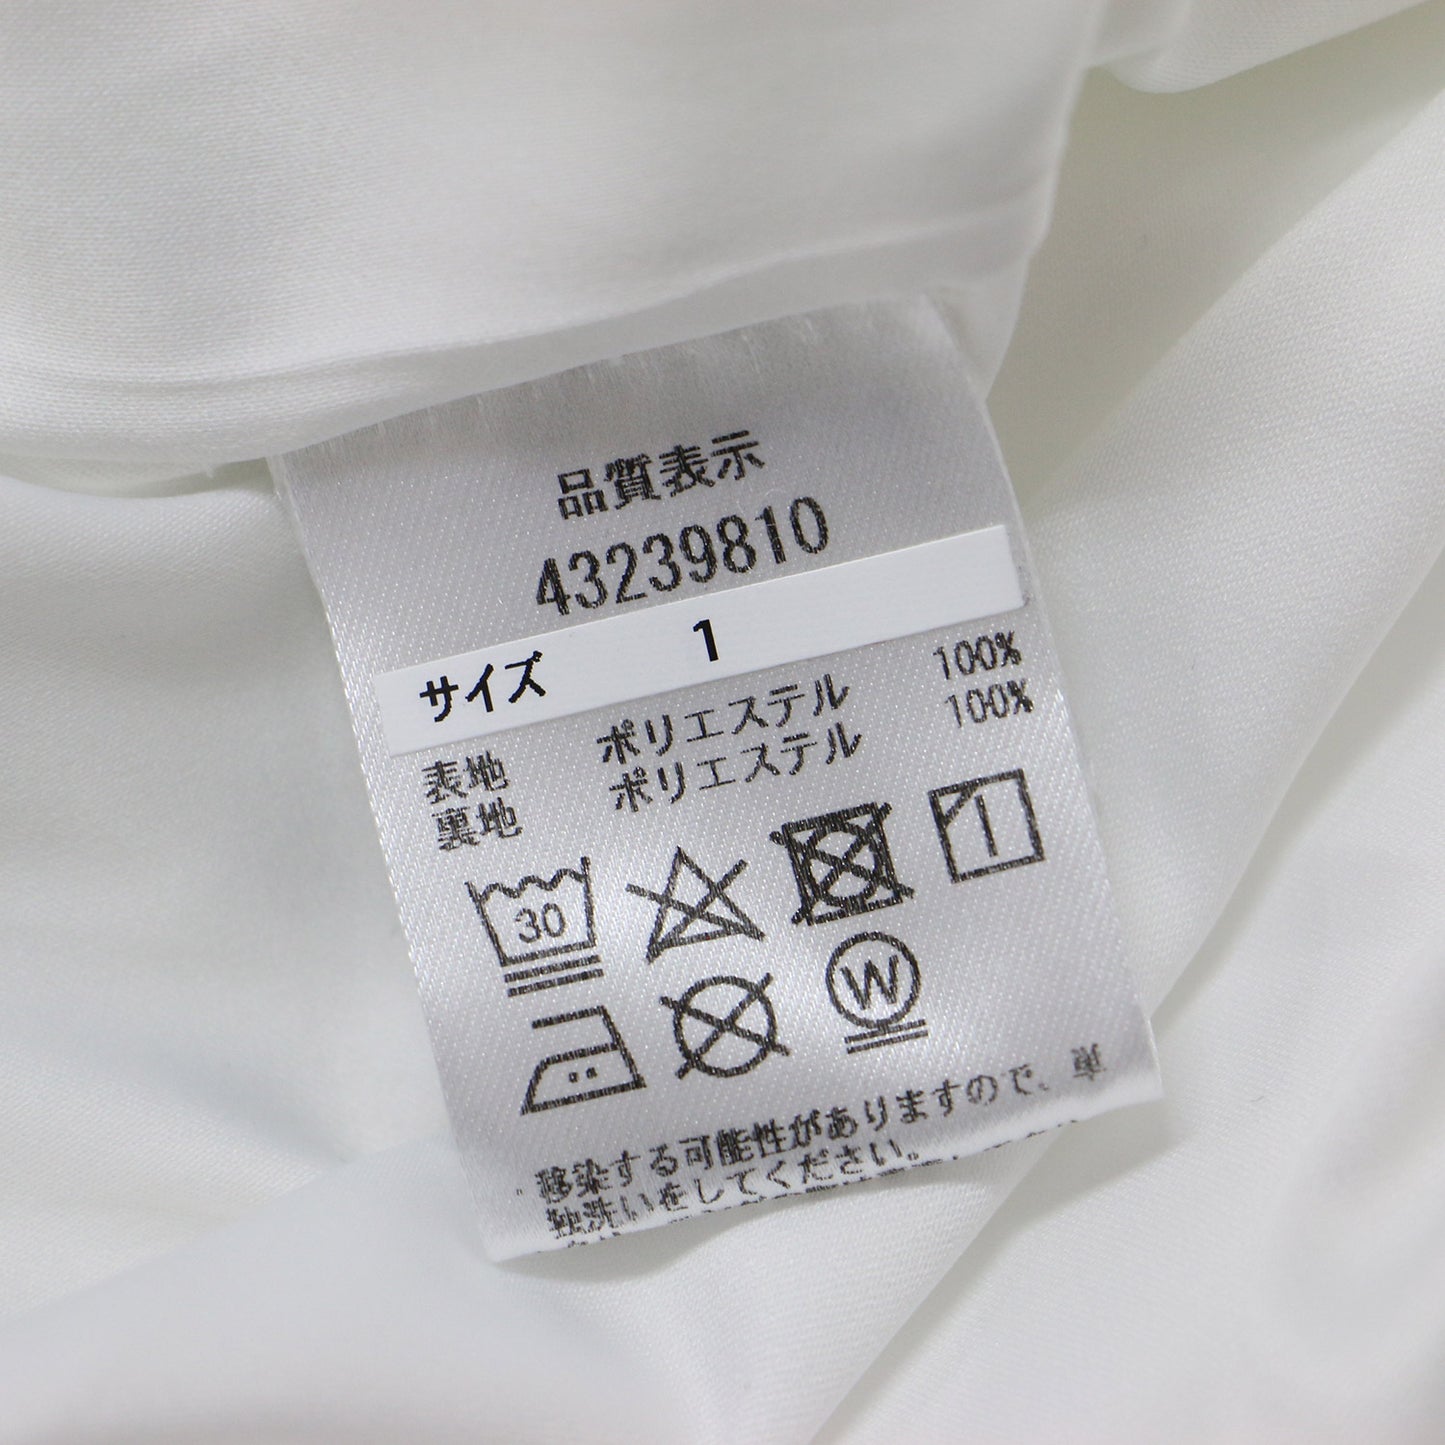 品質表示
43239810
サイズ 1
表地 ポリエステル 100%
裏地 ポリエステル 100%
30
W
移染する可能性がありますので、単
独洗いをしてください。